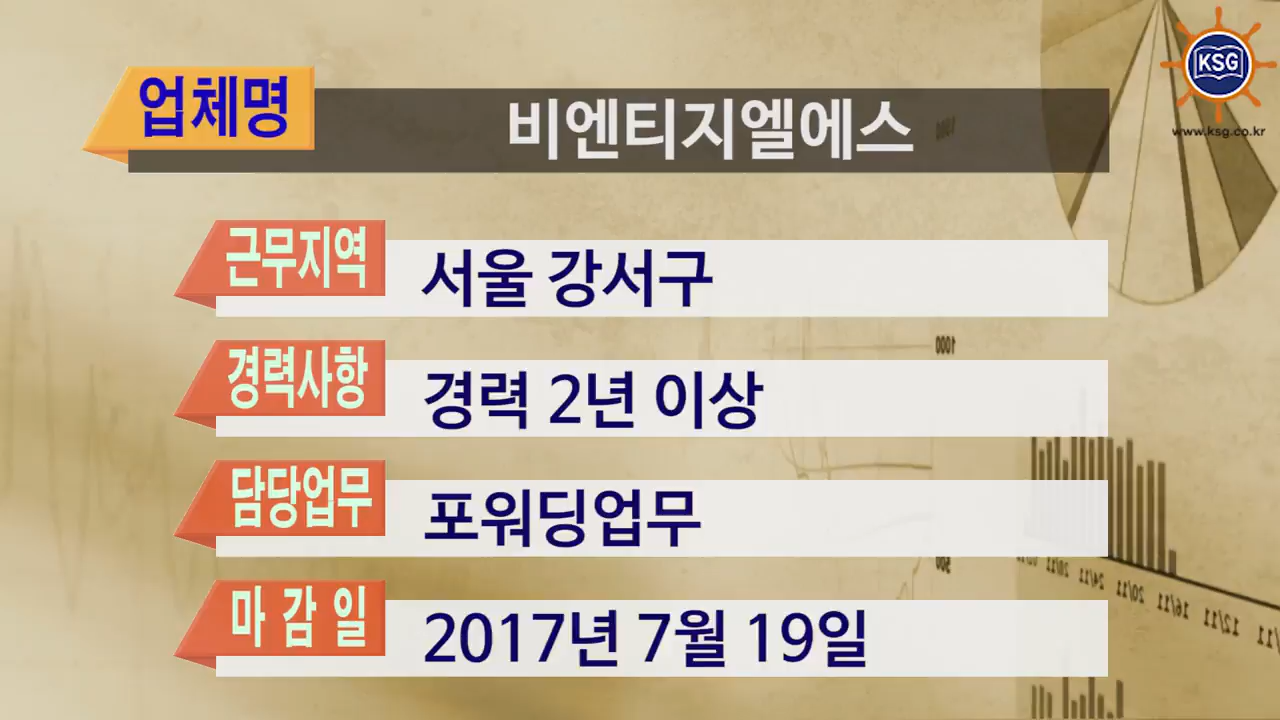 KSG
www.ksg.co.kr
업체명 비엔티지엘에스
근무지역 서울 강서구
경력사항 경력 2년 이상
담당업무 포워딩업무
마 감 일 2017년 7월 19일